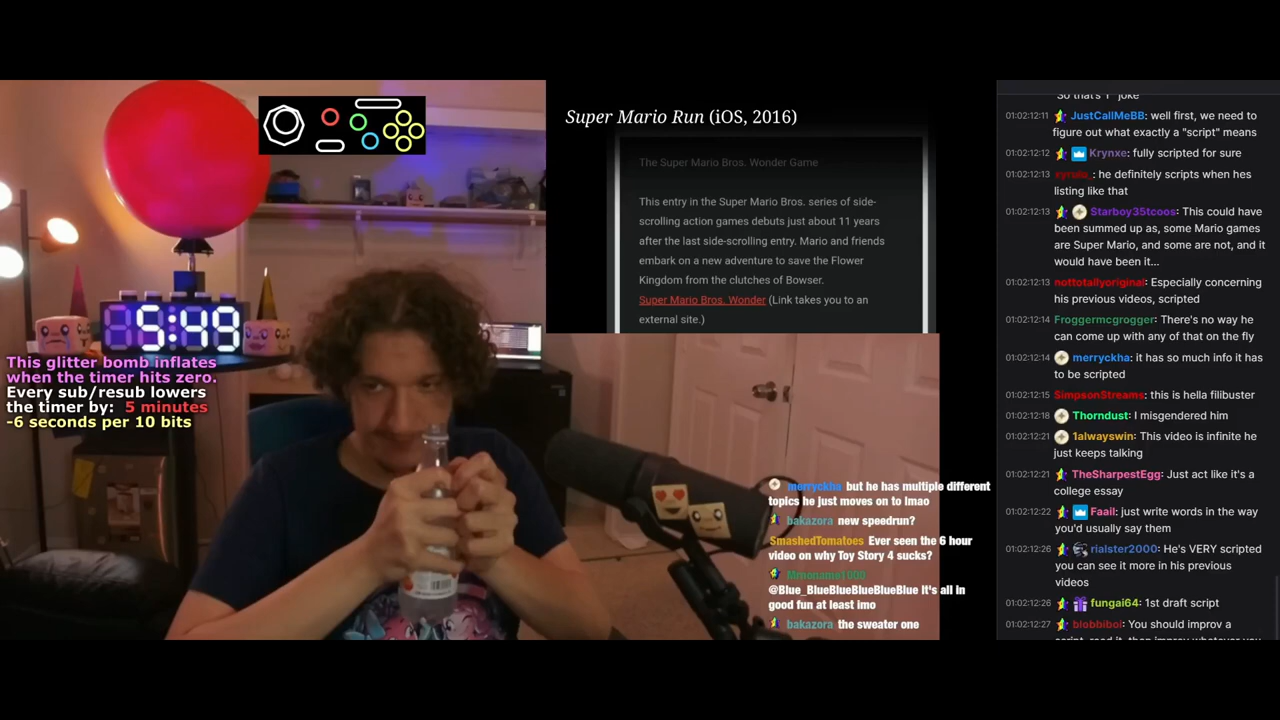 Super Mario Run (iOS, 2016)
The Super Mario Bros. Wonder Game
This entry in the Super Mario Bros. series of side-
scrolling action games debuts just about 11 years
after the last side-scrolling entry. Mario and friends
embark on a new adventure to save the Flower
Kingdom from the clutches of Bowser.
Super Mario Bros. Wonder (Link takes you to an
external site.)
5:49
This glitter bomb inflates
when the timer hits zero.
Every sub/resub lowers
the timer by: 5 minutes
-6 seconds per 10 bits
merryckha but he has multiple different
topics he just moves on to lmao
bakazora new speedrun?
SmashedTomatoes Ever seen the 6 hour
video on why Toy Story 4 sucks?
Mrnoname1000
@Blue_BlueBlueBlueBlueBlue It's all in
good fun at least imo
bakazora the sweater one
01:02:12:11 JustCallMeBB: well first, we need to
figure out what exactly a "script" means
01:02:12:12 Krynxe: fully scripted for sure
01:02:12:13 he definitely scripts when hes
listing like that
01:02:12:13 Starboy35tcoos: This could have
been summed up as, some Mario games
are Super Mario, and some are not, and it
would have been it...
01:02:12:13 nottotallyoriginal: Especially concerning
his previous videos, scripted
01:02:12:14 Froggermcgrogger: There's no way he
can come up with any of that on the fly
01:02:12:14 merryckha: it has so much info it has
to be scripted
01:02:12:15 SimpsonStreams: this is hella filibuster
01:02:12:18 Thorndust: I misgendered him
01:02:12:21 1alwayswin: This video is infinite he
just keeps talking
01:02:12:21 TheSharpestEgg: Just act like it's a
college essay
01:02:12:22 Faail: just write words in the way
you'd usually say them
01:02:12:26 rialster2000: He's VERY scripted
you can see it more in his previous
videos
01:02:12:26 fungai64: 1st draft script
01:02:12:27 blobbiboi: You should improv a